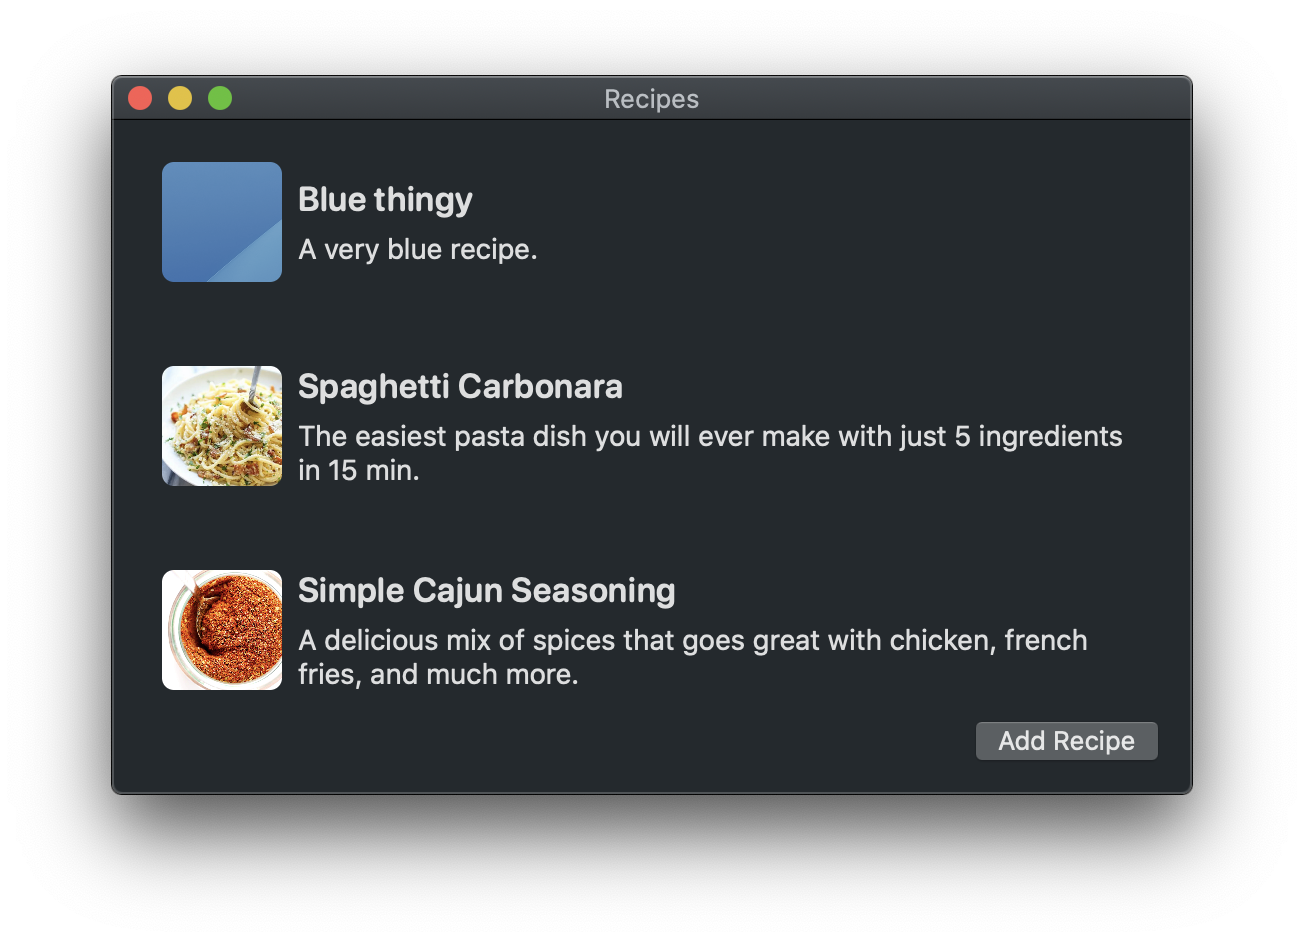 Recipes
Blue thingy
A very blue recipe.
Spaghetti Carbonara
The easiest pasta dish you will ever make with just 5 ingredients
in 15 min.
Simple Cajun Seasoning
A delicious mix of spices that goes great with chicken, french
fries, and much more.
Add Recipe